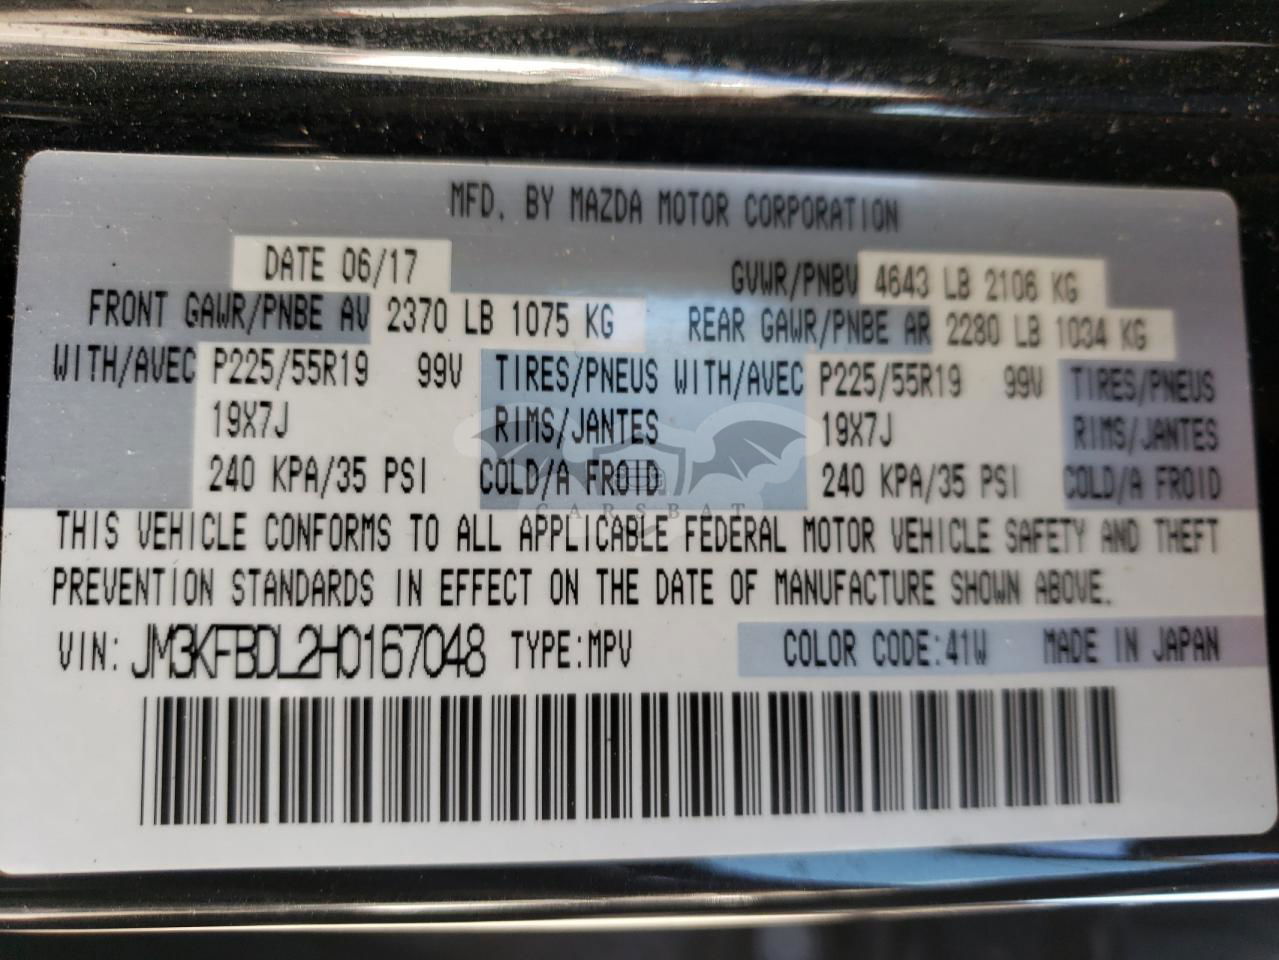 MFD. BY MAZDA MOTOR CORPORATION
DATE 06/17 GVWR/PNBV 4643 LB 2106 KG
FRONT GAWR/PNBE AV 2370 LB 1075 KG REAR GAWR/PNBE AR 2280 LB 1034 KG
WITH/AVEC P225/55R19 99V TIRES/PNEUS WITH/AVEC P225/55R19 99V TIRES/PNEUS
19X7J RIMS/JANTES 19X7J RIMS/JANTES
240 KPA/35 PSI COLD/A FROID 240 KPA/35 PSI COLD/A FROID
CARSBAT
THIS VEHICLE CONFORMS TO ALL APPLICABLE FEDERAL MOTOR VEHICLE SAFETY AND THEFT
PREVENTION STANDARDS IN EFFECT ON THE DATE OF MANUFACTURE SHOWN ABOVE.
VIN: JM3KFBDL2H0167048 TYPE:MPV COLOR CODE:41W MADE IN JAPAN